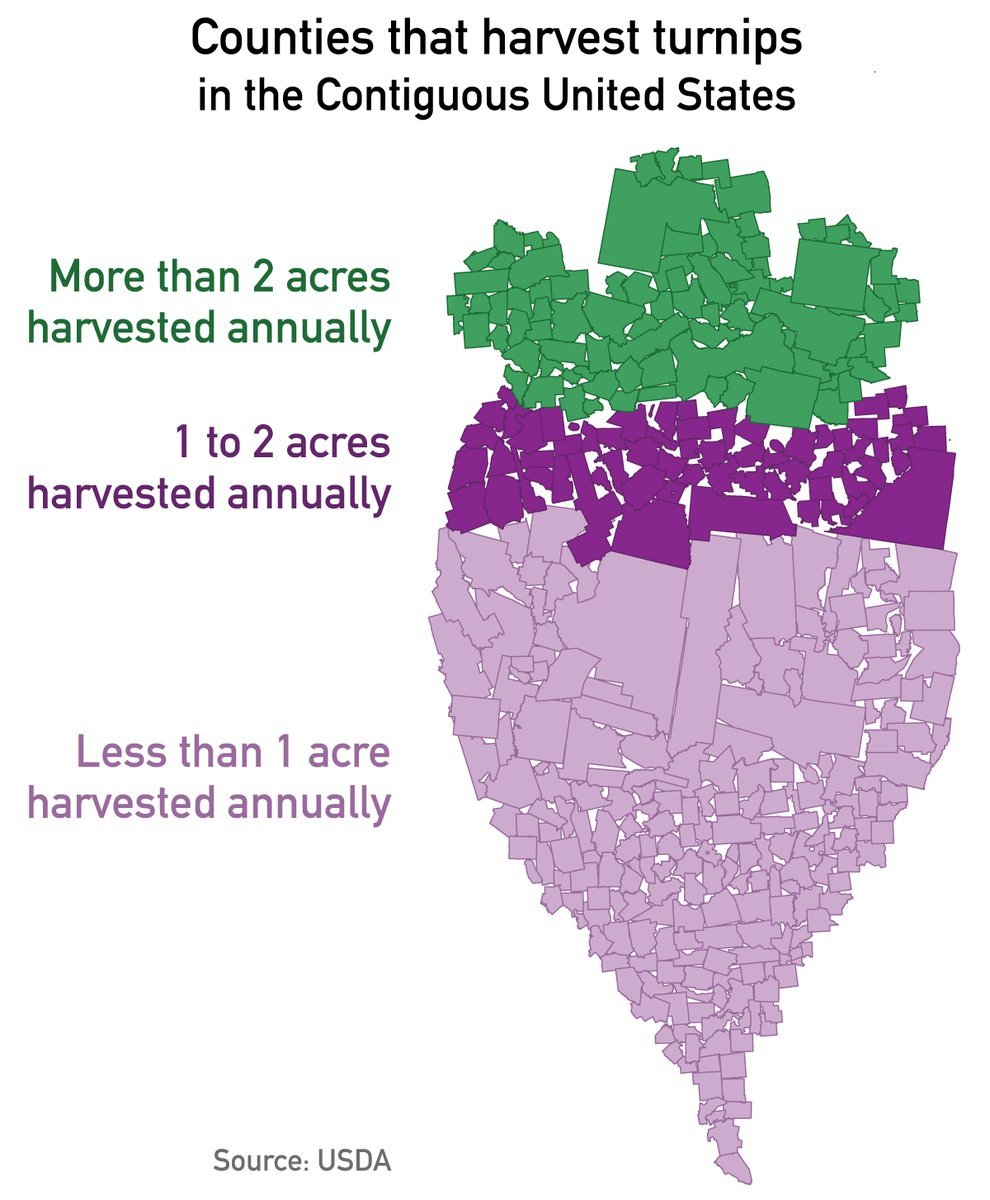 Counties that harvest turnips
in the Contiguous United States
More than 2 acres
harvested annually
1 to 2 acres
harvested annually
Less than 1 acre
harvested annually
Source: USDA